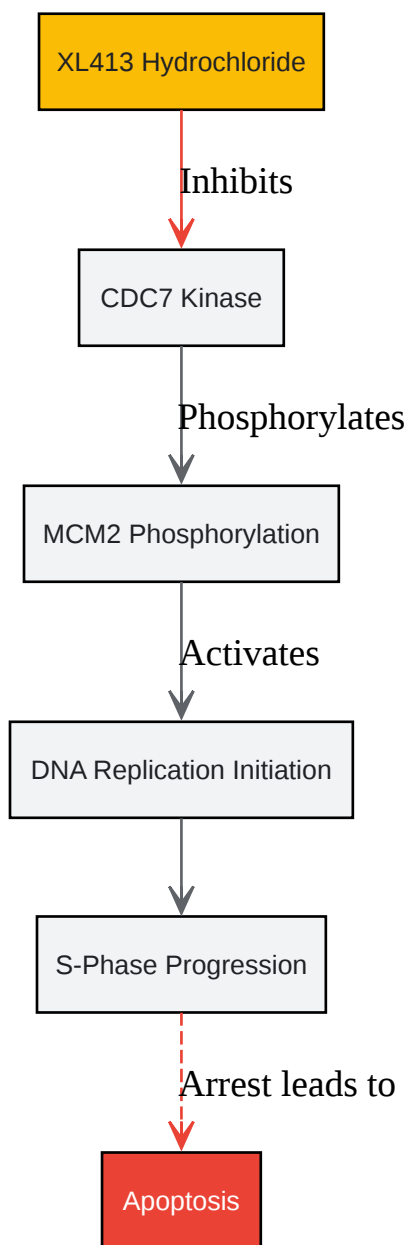 XL413 Hydrochloride
Inhibits
CDC7 Kinase
Phosphorylates
MCM2 Phosphorylation
Activates
DNA Replication Initiation
S-Phase Progression
Arrest leads to
Apoptosis